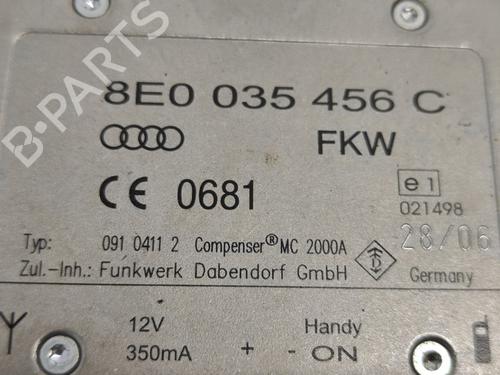 B-PARTS
8E0 035 456 C
FKW
CE 0681
e1
021498
28/06
Typ: 091 0411 2 Compenser® MC 2000A
Zul.-Inh.: Funkwerk Dabendorf GmbH
Germany
12V Handy
350mA + - ON